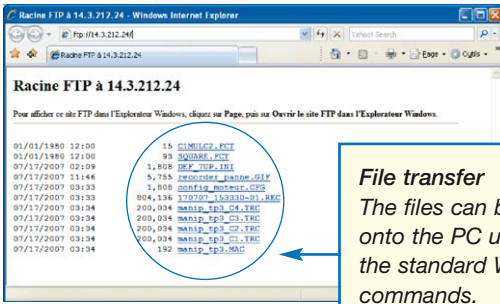 Racine FTP à 14.3.212.24 - Windows Internet Explorer
ftp://14.3.212.24/
Yahoo! Search
Racine FTP à 14.3.212.24
Page
Outils
Racine FTP à 14.3.212.24
Pour afficher ce site FTP dans l'Explorateur Windows, cliquez sur Page, puis sur Ouvrir le site FTP dans l'Explorateur Windows.
01/01/1980 12:00 15 C1MULC2.FCT
01/01/1980 12:00 93 SQUARE.FCT
07/17/2007 02:09 1,808 DEF_7UP.INI
07/17/2007 11:46 5,755 recorder_panne.GIF
07/17/2007 03:33 1,808 config_moteur.CFG
07/17/2007 03:33 804,136 170707_153330-01.REC
07/17/2007 03:34 200,034 manip_tp3_C4.TRC
07/17/2007 03:34 200,034 manip_tp3_C3.TRC
07/17/2007 03:34 200,034 manip_tp3_C2.TRC
07/17/2007 03:34 200,034 manip_tp3_C1.TRC
07/17/2007 03:34 192 manip_tp3.MAC
File transfer
The files can b
onto the PC u
the standard W
commands.